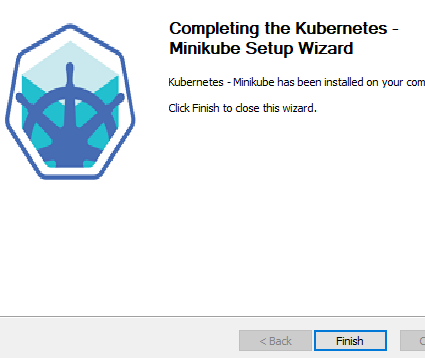 Completing the Kubernetes -
Minikube Setup Wizard
Kubernetes - Minikube has been installed on your com
Click Finish to close this wizard.
< Back Finish C